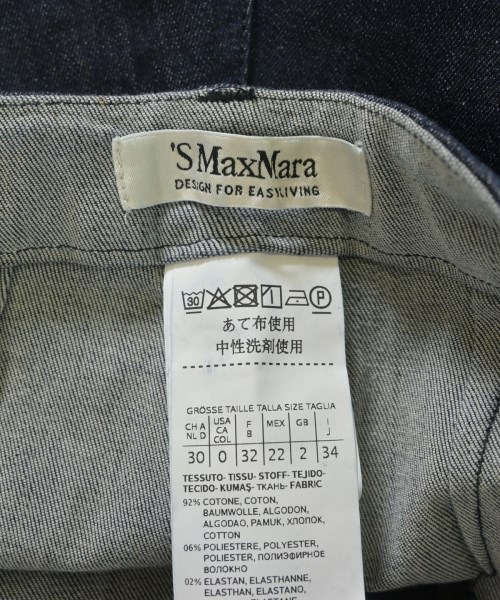 'S MaxMara
DESIGN FOR EASYLIVING
30 P
あて布使用
中性洗剤使用
GRÖSSE TAILLE TALLA SIZE TAGLIA
CH A NL D USA CA COL F B MEX GB I J
30 0 32 22 2 34
TESSUTO- TISSU- STOFF- TEJIDO-
TECIDO- KUMAŞ- ТКАНЬ- FABRIC
92% COTONE, COTON,
BAUMWOLLE, ALGODON,
ALGODAO, PAMUK, ХЛОПОК,
COTTON
06% POLIESTERE, POLYESTER,
POLIESTER, ПОЛИЭФИРНОЕ
ВОЛОКНО
02% ELASTAN, ELASTHANNE,
ELASTHAN, ELASTANO,